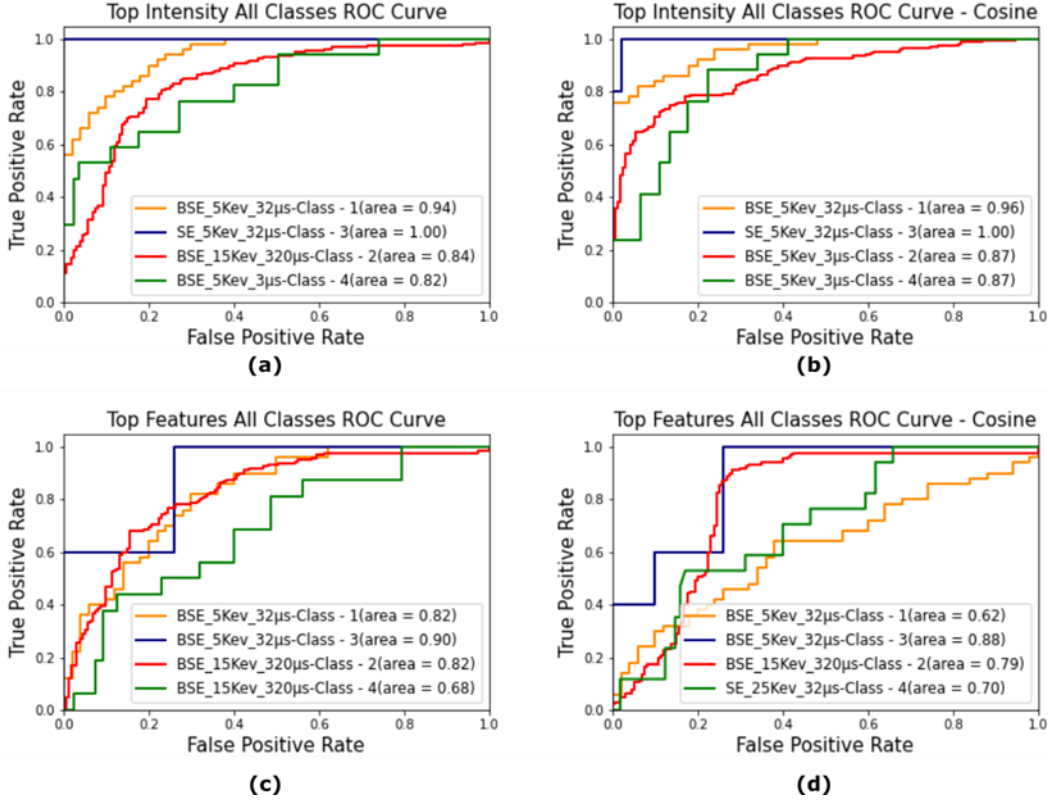 Top Intensity All Classes ROC Curve
True Positive Rate
1.0
0.8
0.6
0.4
0.2
0.0
BSE_5Kev_32µs-Class - 1(area = 0.94)
SE_5Kev_32µs-Class - 3(area = 1.00)
BSE_15Kev_320µs-Class - 2(area = 0.84)
BSE_5Kev_3µs-Class - 4(area = 0.82)
0.0 0.2 0.4 0.6 0.8 1.0
False Positive Rate
(a)
Top Intensity All Classes ROC Curve - Cosine
True Positive Rate
1.0
0.8
0.6
0.4
0.2
0.0
BSE_5Kev_32µs-Class - 1(area = 0.96)
SE_5Kev_32µs-Class - 3(area = 1.00)
BSE_5Kev_3µs-Class - 2(area = 0.87)
BSE_5Kev_3µs-Class - 4(area = 0.87)
0.0 0.2 0.4 0.6 0.8 1.0
False Positive Rate
(b)
Top Features All Classes ROC Curve
True Positive Rate
1.0
0.8
0.6
0.4
0.2
0.0
BSE_5Kev_32µs-Class - 1(area = 0.82)
BSE_5Kev_32µs-Class - 3(area = 0.90)
BSE_15Kev_320µs-Class - 2(area = 0.82)
BSE_15Kev_320µs-Class - 4(area = 0.68)
0.0 0.2 0.4 0.6 0.8 1.0
False Positive Rate
(c)
Top Features All Classes ROC Curve - Cosine
True Positive Rate
1.0
0.8
0.6
0.4
0.2
0.0
BSE_5Kev_32µs-Class - 1(area = 0.62)
BSE_5Kev_32µs-Class - 3(area = 0.88)
BSE_15Kev_320µs-Class - 2(area = 0.79)
SE_25Kev_32µs-Class - 4(area = 0.70)
0.0 0.2 0.4 0.6 0.8 1.0
False Positive Rate
(d)